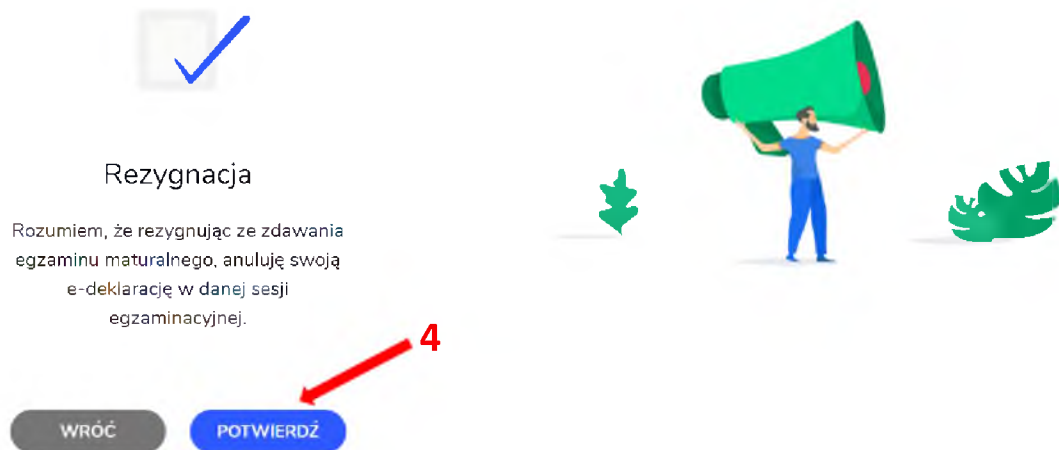 Rezygnacja
Rozumiem, że rezygnując ze zdawania
egzaminu maturalnego, anuluję swoją
e-deklarację w danej sesji
egzaminacyjnej.
4
WRÓĆ
POTWIERDŹ